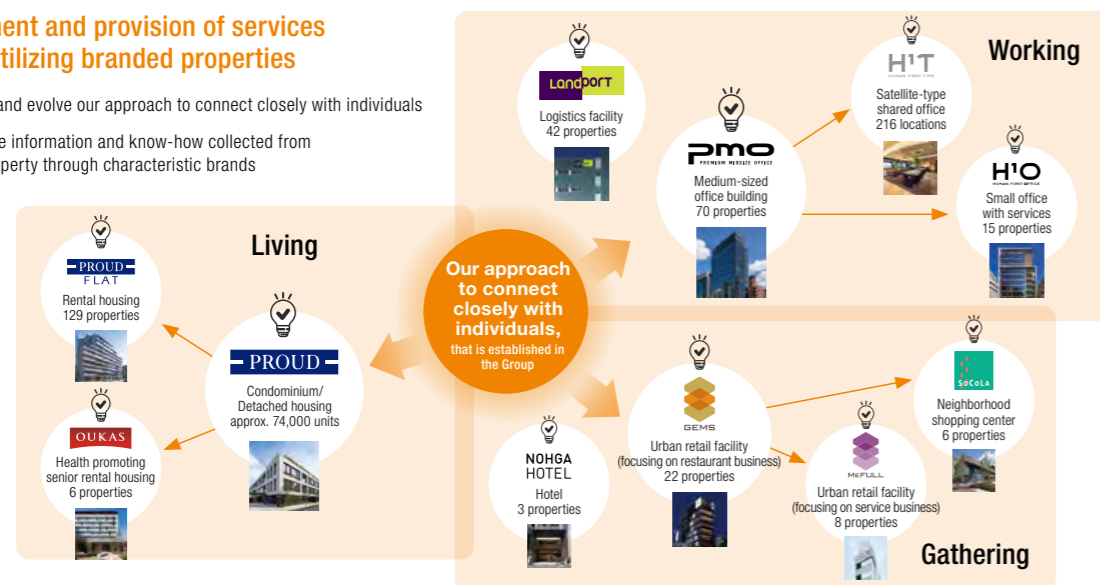 ment and provision of services
tilizing branded properties
and evolve our approach to connect closely with individuals
e information and know-how collected from
perty through characteristic brands
Working
Landport
Logistics facility
42 properties
PMO
PREMIUM MIDSIZE OFFICE
Medium-sized
office building
70 properties
H¹T
HUMAN FIRST TIME
Satellite-type
shared office
216 locations
H¹O
HUMAN FIRST OFFICE
Small office
with services
15 properties
Living
PROUD
FLAT
Rental housing
129 properties
PROUD
Condominium/
Detached housing
approx. 74,000 units
OUKAS
Health promoting
senior rental housing
6 properties
Our approach
to connect
closely with
individuals,
that is established in
the Group
NOHGA
HOTEL
Hotel
3 properties
GEMS
Urban retail facility
(focusing on restaurant business)
22 properties
SOCOLA
Neighborhood
shopping center
6 properties
MEFULL
Urban retail facility
(focusing on service business)
8 properties
Gathering